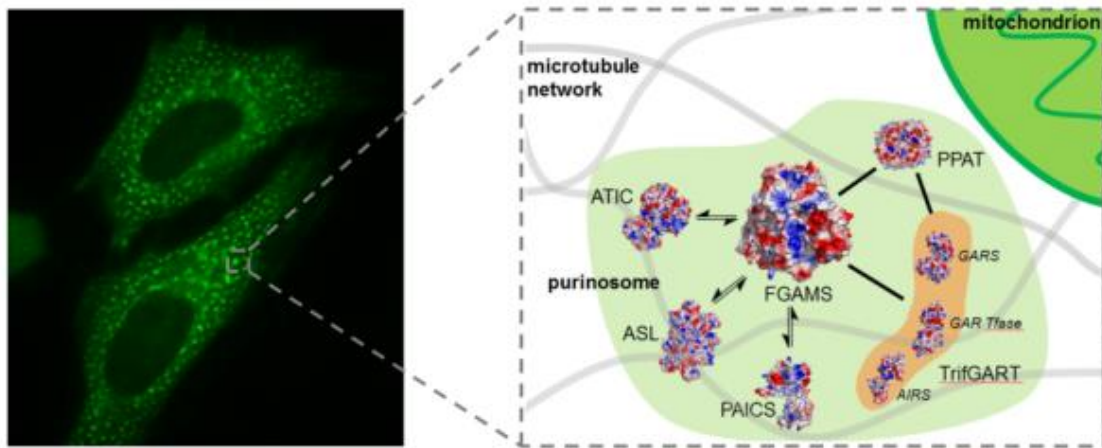 mitochondrion
microtubule
network
PPAT
ATIC
GARS
purinosome
FGAMS
ASL
GAR Tfase
PAICS
TrifGART
AIRS